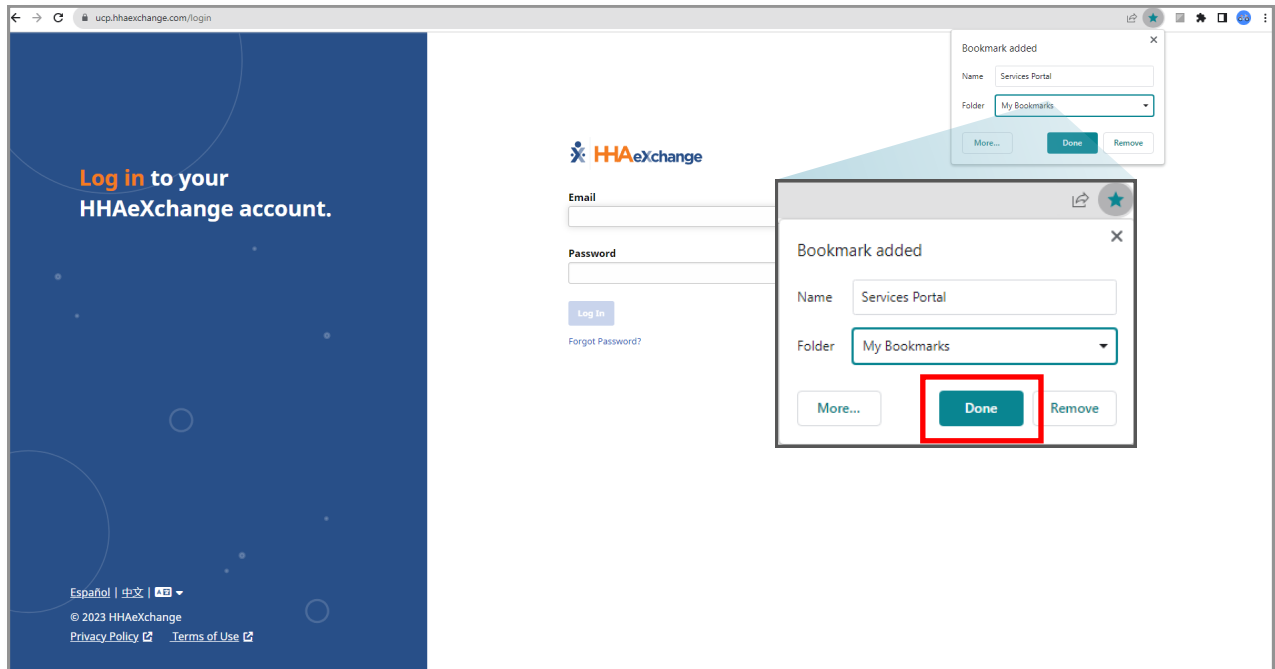 ucp.hhaexchange.com/login
Bookmark added
Name Services Portal
Folder My Bookmarks
More... Done Remove
Log in to your
HHAeXchange account.
HHAeXchange
Email
Password
Log In
Forgot Password?
Bookmark added
Name Services Portal
Folder My Bookmarks
More... Done Remove
Español | 中文 |
© 2023 HHAeXchange
Privacy Policy Terms of Use